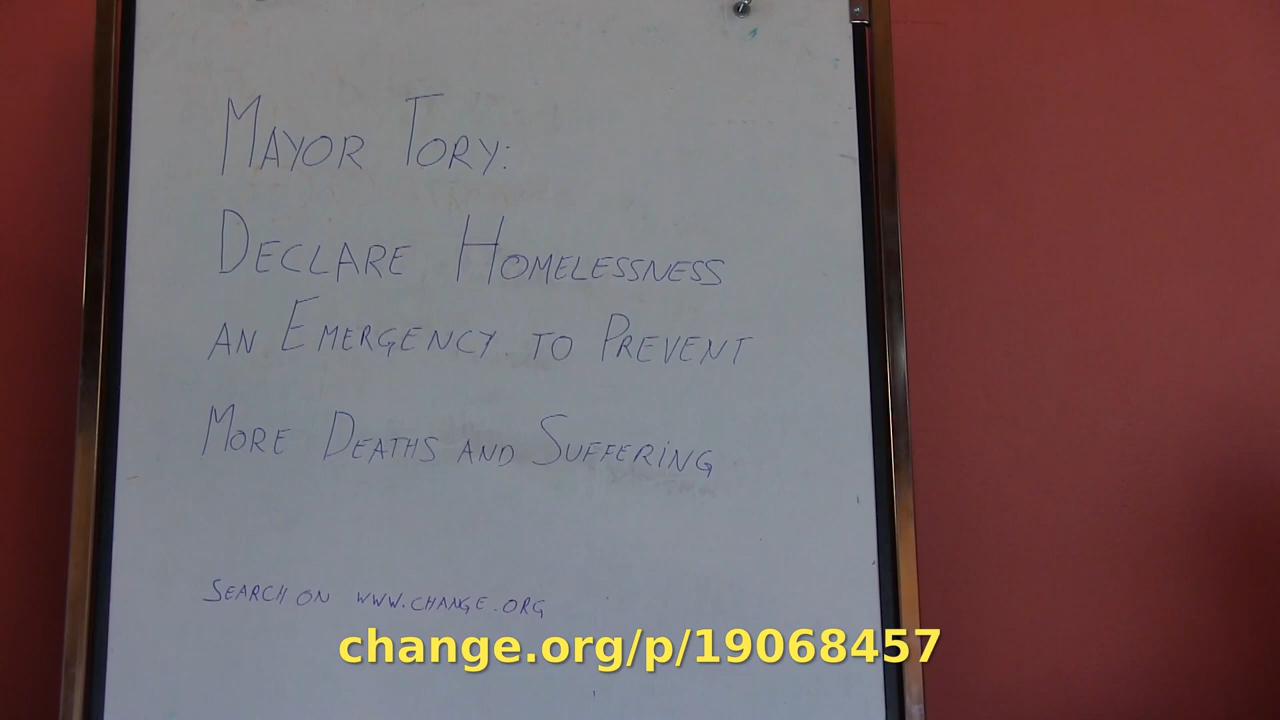 MAYOR TORY:
DECLARE HOMELESSNESS
AN EMERGENCY TO PREVENT
MORE DEATHS AND SUFFERING
SEARCH ON WWW.CHANGE.ORG
change.org/p/19068457